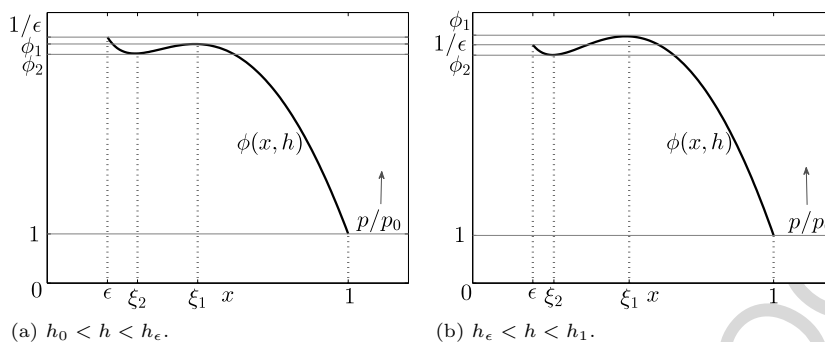 1/ϵ
ϕ₁
ϕ₂
ϕ(x, h)
p/p₀
1
0
ϵ
ξ₂
ξ₁
x
1
(a) h₀ < h < hϵ.
ϕ₁
1/ϵ
ϕ₂
ϕ(x, h)
p/p
1
0
ϵ
ξ₂
ξ₁
x
1
(b) hϵ < h < h₁.